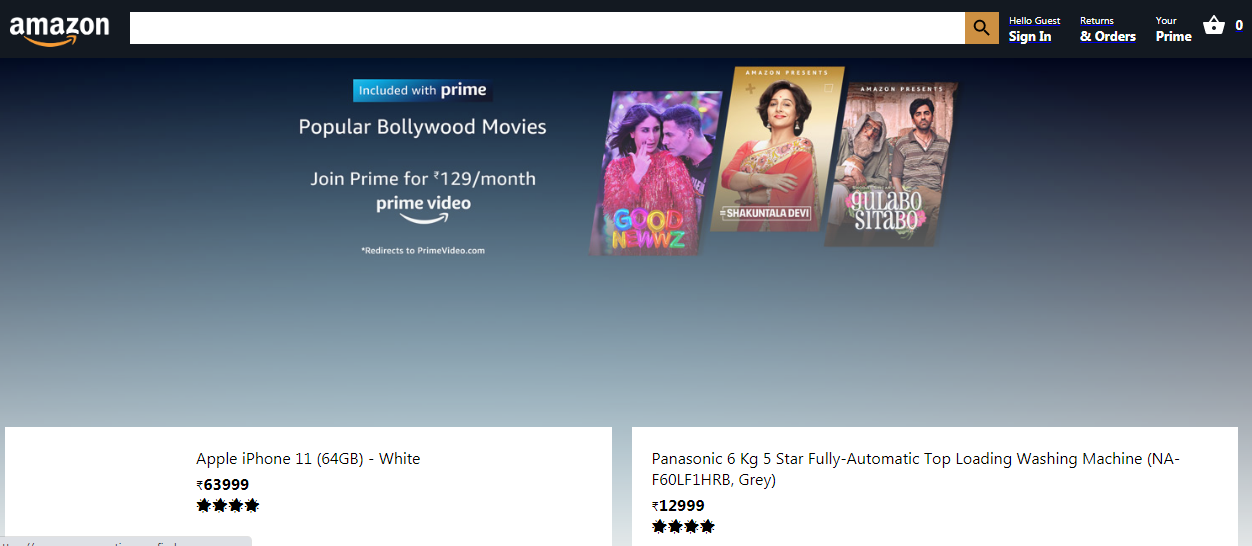 amazon
Hello Guest
Sign In
Returns
& Orders
Your
Prime
0
Included with prime
Popular Bollywood Movies
Join Prime for ₹129/month
prime video
*Redirects to PrimeVideo.com
GOOD
NEWWZ
AMAZON PRESENTS
SHAKUNTALA DEVI
AMAZON PRESENTS
GULABO
SITABO
Apple iPhone 11 (64GB) - White
₹63999
Panasonic 6 Kg 5 Star Fully-Automatic Top Loading Washing Machine (NA-
F60LF1HRB, Grey)
₹12999